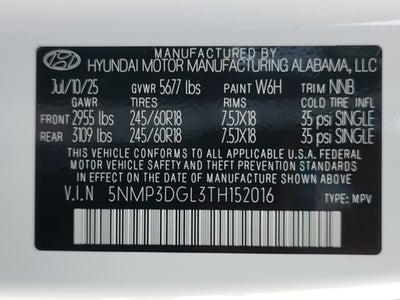 MANUFACTURED BY
HYUNDAI MOTOR MANUFACTURING ALABAMA, LLC
Jul/10/25 GVWR 5677 lbs PAINT W6H TRIM NNB
GAWR TIRES RIMS COLD TIRE INFL
FRONT 2955 lbs 245/60R18 7.5JX18 35 psi SINGLE
REAR 3109 lbs 245/60R18 7.5JX18 35 psi SINGLE
THIS VEHICLE CONFORMS TO ALL APPLICABLE U.S. FEDERAL
MOTOR VEHICLE SAFETY AND THEFT PREVENTION STANDARDS
IN EFFECT ON THE DATE OF MANUFACTURE SHOWN ABOVE.
V.I.N 5NMP3DGL3TH152016
TYPE: MPV